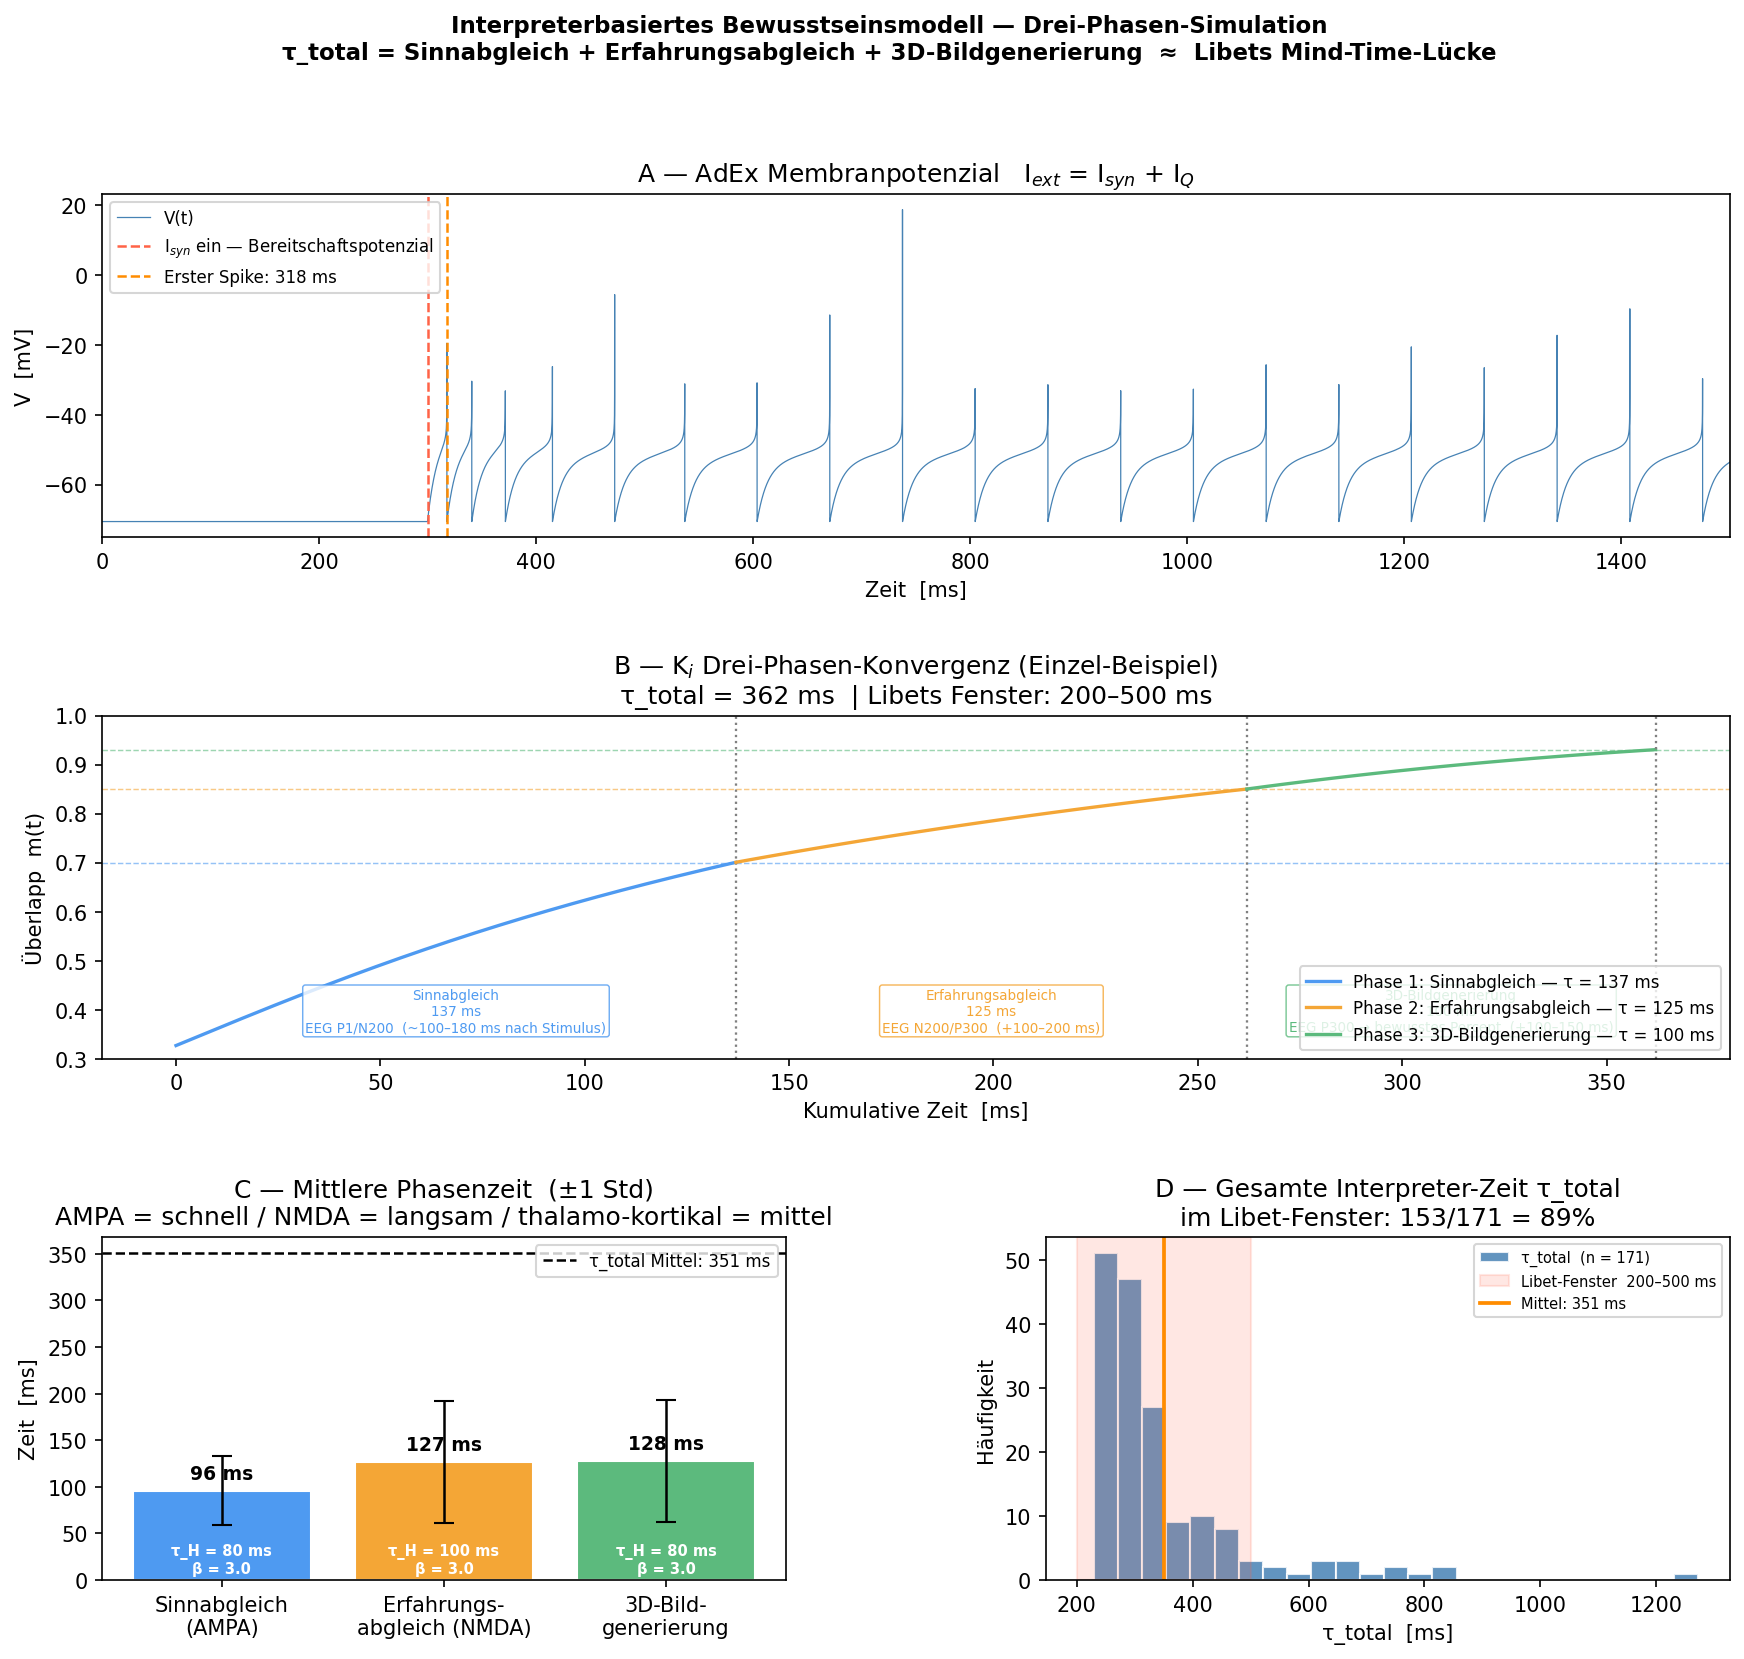 Interpreterbasiertes Bewusstseinsmodell — Drei-Phasen-Simulation
τ_total = Sinnabgleich + Erfahrungsabgleich + 3D-Bildgenerierung ≈ Libets Mind-Time-Lücke
A — AdEx Membranpotenzial I_ext = I_syn + I_Q
V(t)
I_syn ein — Bereitschaftspotenzial
Erster Spike: 318 ms
V [mV]
20
0
−20
−40
−60
0 200 400 600 800 1000 1200 1400
Zeit [ms]
B — K_i Drei-Phasen-Konvergenz (Einzel-Beispiel)
τ_total = 362 ms | Libets Fenster: 200–500 ms
Überlapp m(t)
1.0
0.9
0.8
0.7
0.6
0.5
0.4
0.3
Sinnabgleich
137 ms
EEG P1/N200 (~100–180 ms nach Stimulus)
Erfahrungsabgleich
125 ms
EEG N200/P300 (+100–200 ms)
Phase 1: Sinnabgleich — τ = 137 ms
Phase 2: Erfahrungsabgleich — τ = 125 ms
Phase 3: 3D-Bildgenerierung — τ = 100 ms
0 50 100 150 200 250 300 350
Kumulative Zeit [ms]
C — Mittlere Phasenzeit (±1 Std)
AMPA = schnell / NMDA = langsam / thalamo-kortikal = mittel
τ_total Mittel: 351 ms
Zeit [ms]
350
300
250
200
150
100
50
0
96 ms
127 ms
128 ms
τ_H = 80 ms
β = 3.0
τ_H = 100 ms
β = 3.0
τ_H = 80 ms
β = 3.0
Sinnabgleich
(AMPA)
Erfahrungs-
abgleich (NMDA)
3D-Bild-
generierung
D — Gesamte Interpreter-Zeit τ_total
im Libet-Fenster: 153/171 = 89%
τ_total (n = 171)
Libet-Fenster 200–500 ms
Mittel: 351 ms
Häufigkeit
50
40
30
20
10
0
200 400 600 800 1000 1200
τ_total [ms]